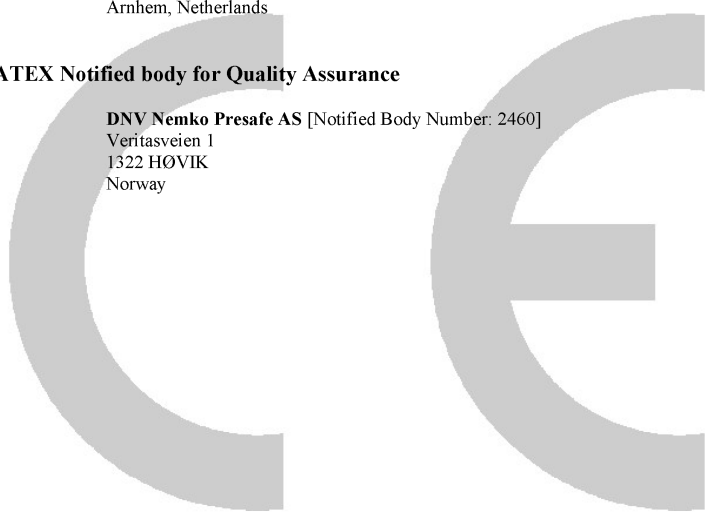 Arnhem, Netherlands
ATEX Notified body for Quality Assurance
DNV Nemko Presafe AS [Notified Body Number: 2460]
Veritasveien 1
1322 HØVIK
Norway